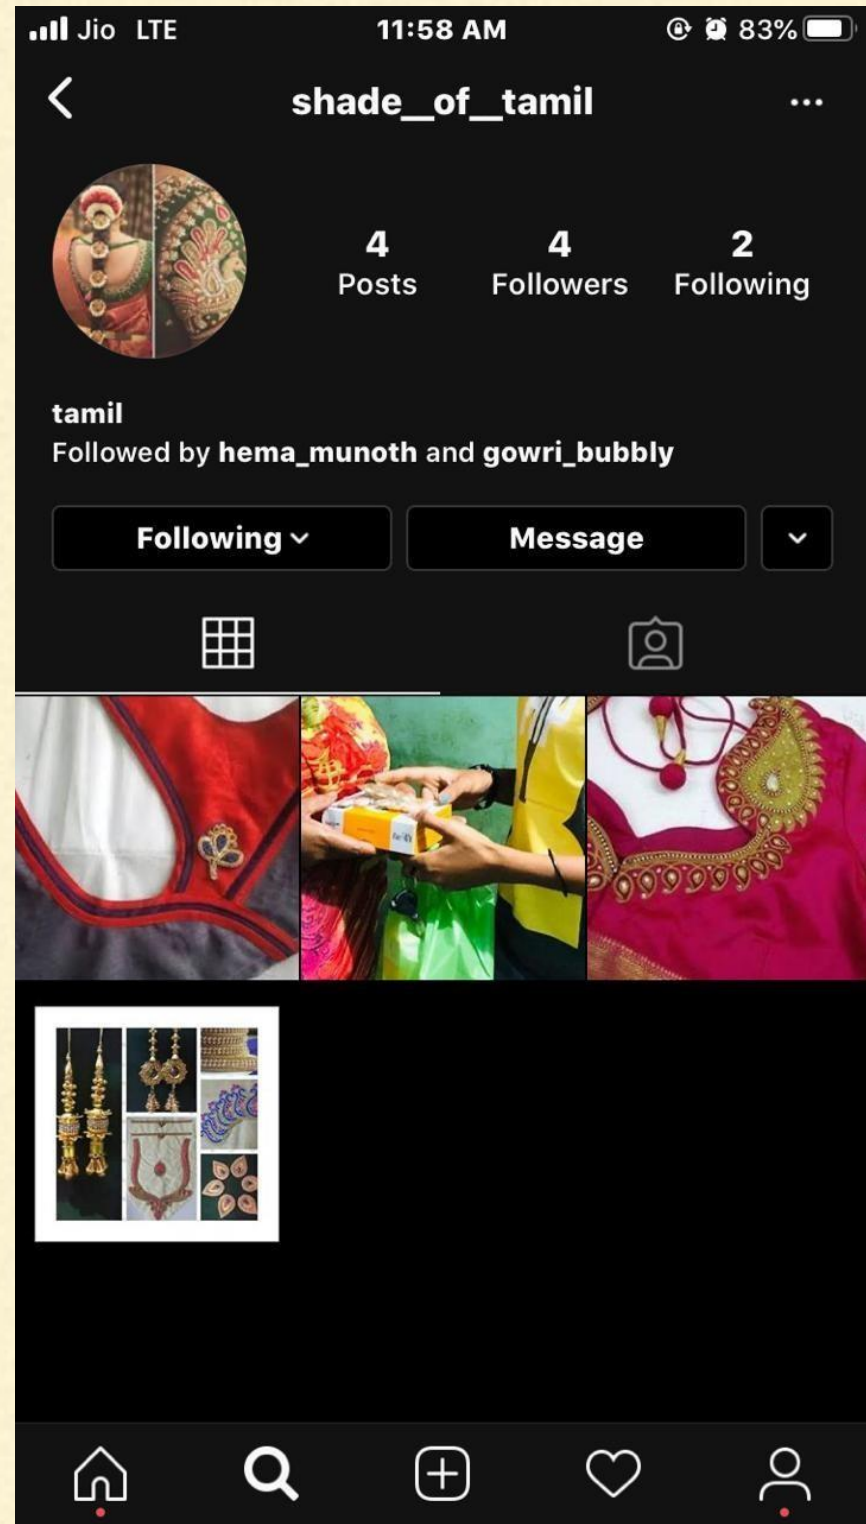 Jio LTE 11:58 AM 83%
shade__of__tamil
4 4 2
Posts Followers Following
tamil
Followed by hema_munoth and gowri_bubbly
Following Message